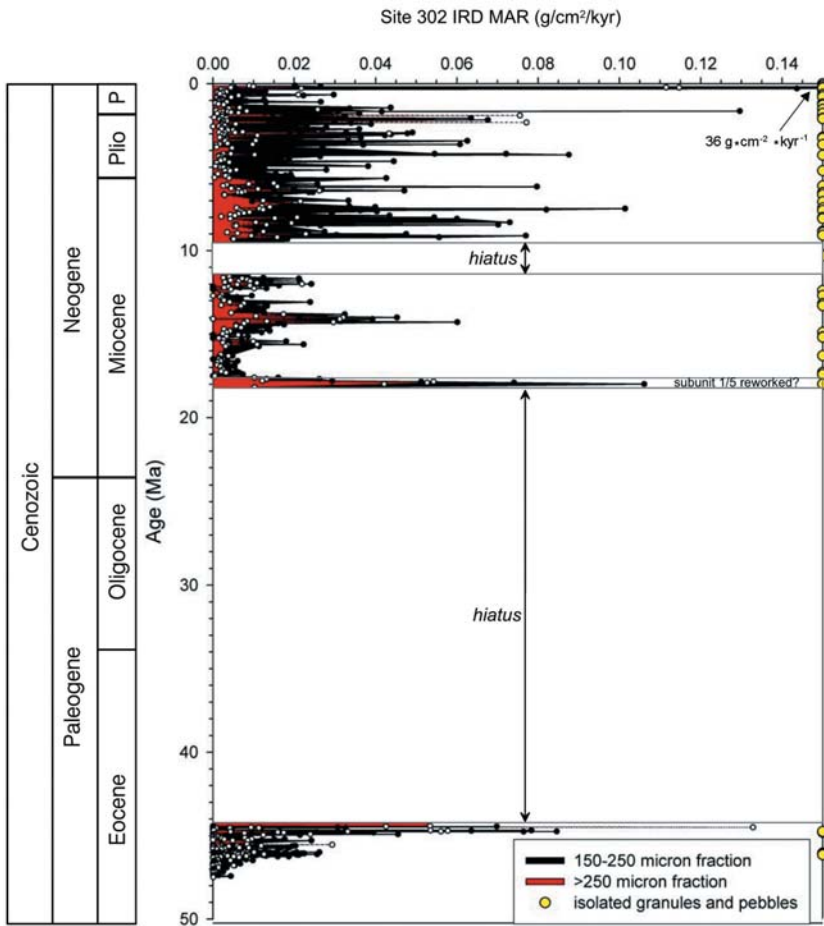 Site 302 IRD MAR (g/cm²/kyr)
0.00 0.02 0.04 0.06 0.08 0.10 0.12 0.14
0
10
20
30
40
50
Age (Ma)
Cenozoic
Neogene
Paleogene
P
Plio
Miocene
Oligocene
Eocene
36 g•cm⁻² •kyr⁻¹
hiatus
subunit 1/5 reworked?
hiatus
150-250 micron fraction
>250 micron fraction
isolated granules and pebbles